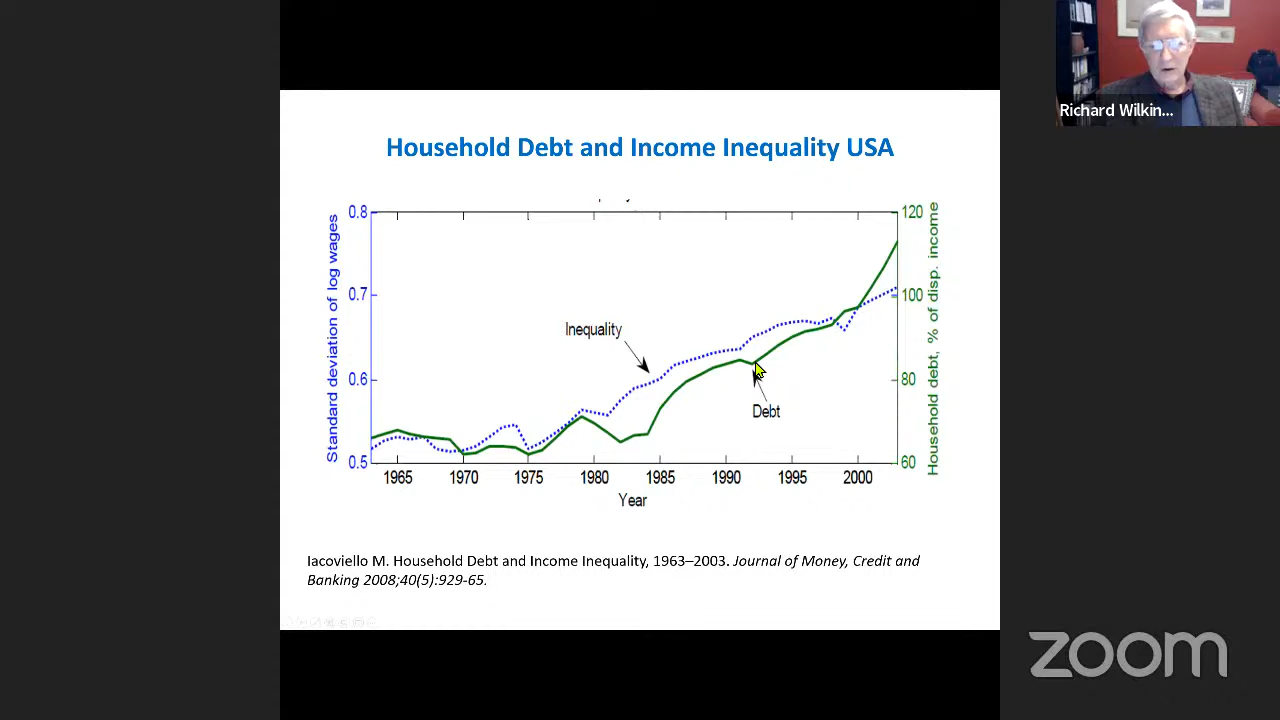 Richard Wilkin...
Household Debt and Income Inequality USA
0.8
0.7
0.6
0.5
Standard deviation of log wages
120
100
80
60
Household debt, % of disp. income
Inequality
Debt
1965 1970 1975 1980 1985 1990 1995 2000
Year
Iacoviello M. Household Debt and Income Inequality, 1963–2003. Journal of Money, Credit and
Banking 2008;40(5):929-65.
zoom